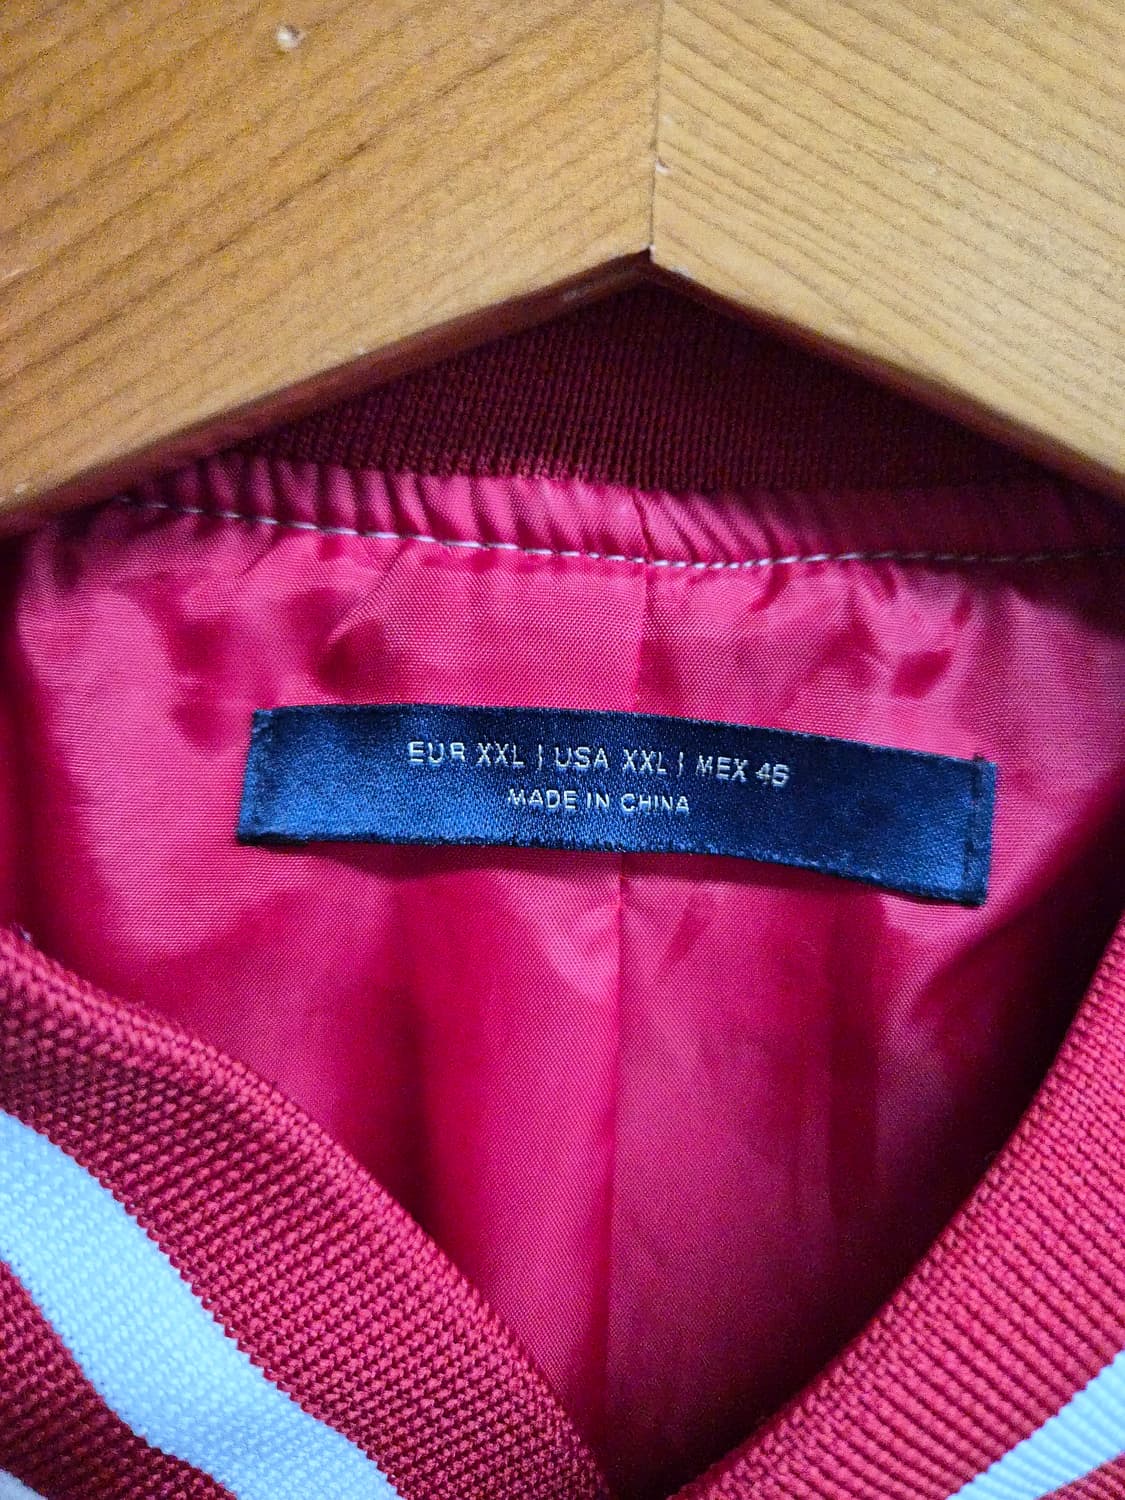 EUR XXL | USA XXL | MEX 46
MADE IN CHINA